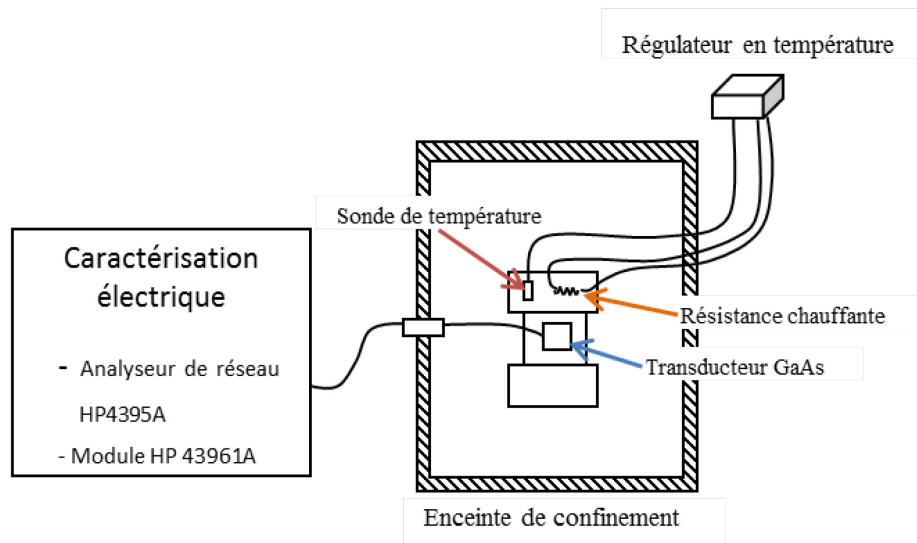 Régulateur en température
Sonde de température
Caractérisation
électrique
- Analyseur de réseau
HP4395A
- Module HP 43961A
Résistance chauffante
Transducteur GaAs
Enceinte de confinement